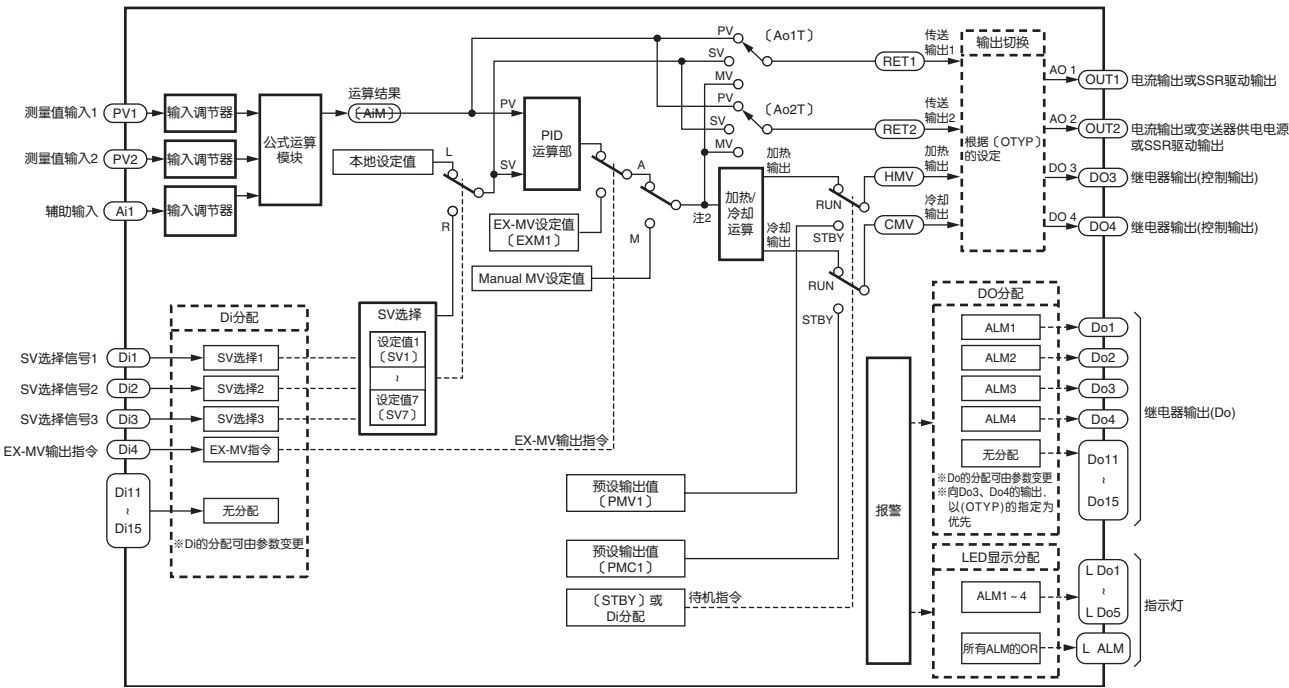 测量值输入1
PV1
输入调节器
测量值输入2
PV2
输入调节器
辅助输入
Ai1
输入调节器
公式运算
模块
运算结果
〔AiM〕
本地设定值
L
R
PV
SV
PID
运算部
EX-MV设定值
〔EXM1〕
Manual MV设定值
A
M
注2
PV
SV
MV
〔Ao1T〕
PV
SV
MV
〔Ao2T〕
加热
输出
加热/
冷却
运算
冷却
输出
RUN
STBY
RUN
STBY
传送
输出1
RET1
传送
输出2
RET2
加热
输出
HMV
冷却
输出
CMV
输出切换
根据〔OTYP〕
的设定
AO 1
OUT1
电流输出或SSR驱动输出
AO 2
OUT2
电流输出或变送器供电电源
或SSR驱动输出
DO 3
DO3
继电器输出(控制输出)
DO 4
DO4
继电器输出(控制输出)
SV选择信号1
Di1
SV选择信号2
Di2
SV选择信号3
Di3
EX-MV输出指令
Di4
Di11
~
Di15
Di分配
SV选择1
SV选择2
SV选择3
EX-MV指令
无分配
※Di的分配可由参数变更
SV选择
设定值1
〔SV1〕
~
设定值7
〔SV7〕
EX-MV输出指令
预设输出值
〔PMV1〕
预设输出值
〔PMC1〕
〔STBY〕或
Di分配
待机指令
报警
DO分配
ALM1
ALM2
ALM3
ALM4
无分配
※Do的分配可由参数变更
※向Do3、Do4的输出,
以(OTYP)的指定为
优先
Do1
Do2
Do3
Do4
Do11
~
Do15
继电器输出(Do)
LED显示分配
ALM1~4
所有ALM的OR
L Do1
~
L Do5
L ALM
指示灯